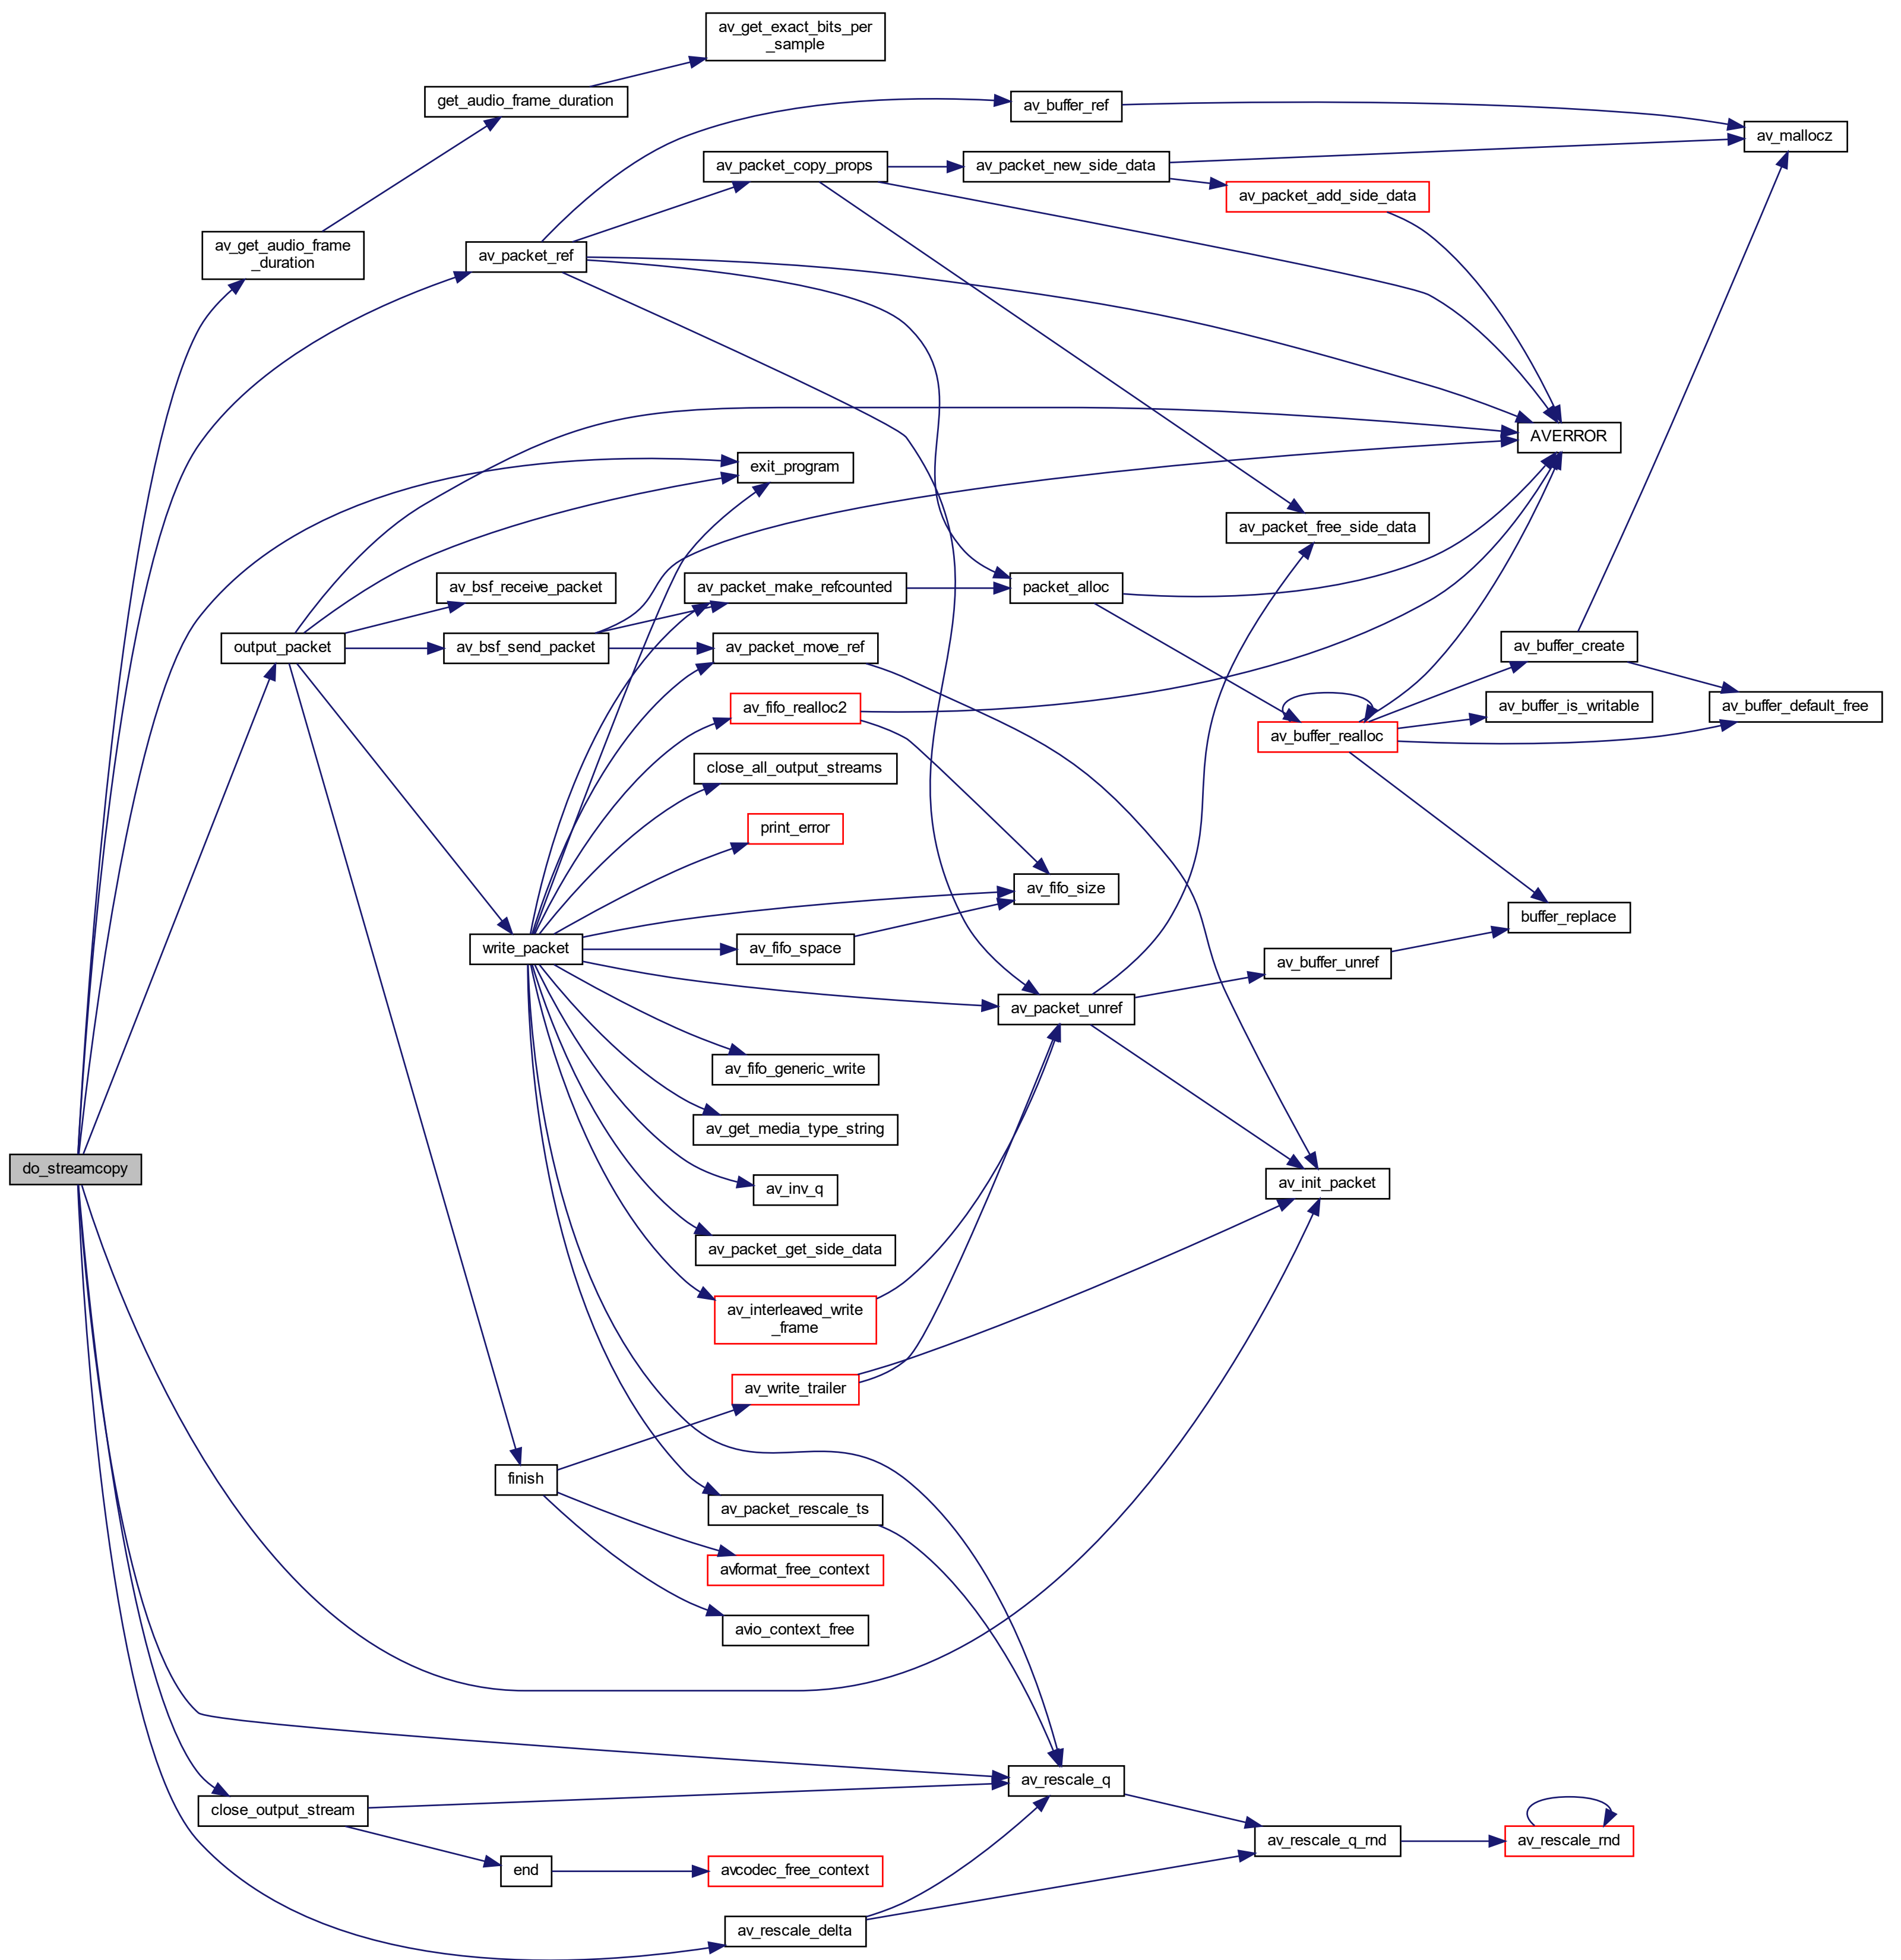 av_get_exact_bits_per
_sample
get_audio_frame_duration
av_buffer_ref
av_mallocz
av_packet_copy_props
av_packet_new_side_data
av_packet_add_side_data
av_get_audio_frame
_duration
av_packet_ref
AVERROR
exit_program
av_packet_free_side_data
av_bsf_receive_packet
av_packet_make_refcounted
packet_alloc
output_packet
av_bsf_send_packet
av_packet_move_ref
av_buffer_create
av_fifo_realloc2
av_buffer_is_writable
av_buffer_default_free
av_buffer_realloc
close_all_output_streams
print_error
av_fifo_size
buffer_replace
write_packet
av_fifo_space
av_buffer_unref
av_packet_unref
av_fifo_generic_write
av_get_media_type_string
do_streamcopy
av_inv_q
av_init_packet
av_packet_get_side_data
av_interleaved_write
_frame
av_write_trailer
finish
av_packet_rescale_ts
avformat_free_context
avio_context_free
av_rescale_q
close_output_stream
av_rescale_q_rnd
av_rescale_rnd
end
avcodec_free_context
av_rescale_delta